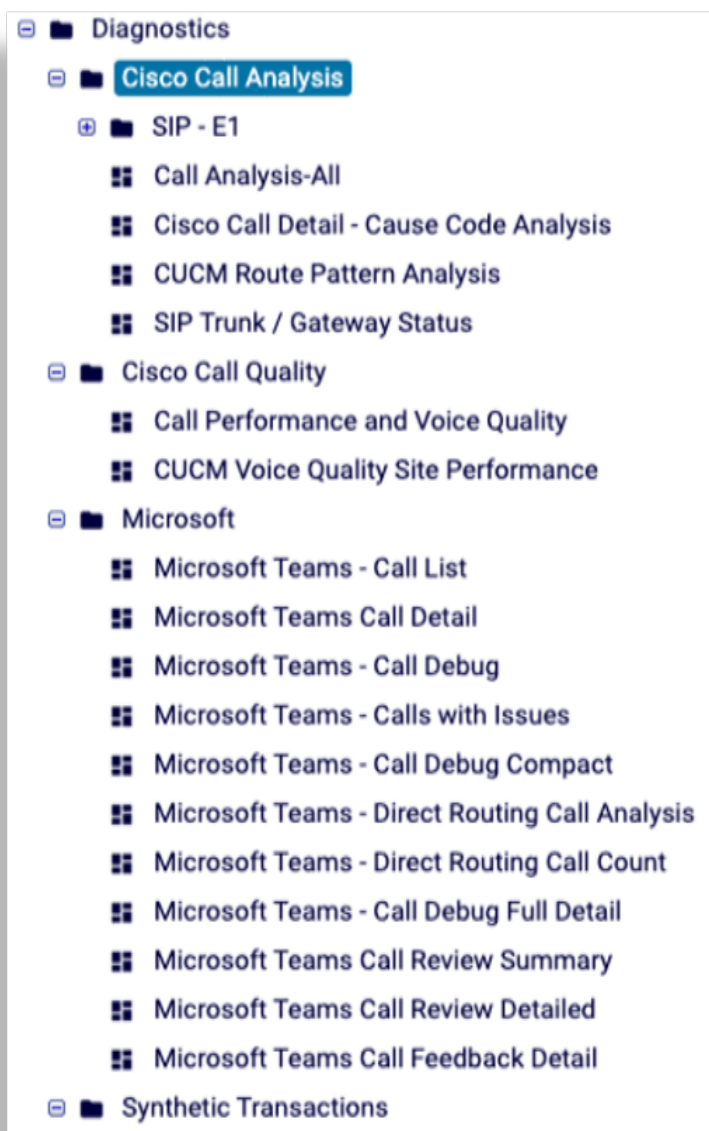 Diagnostics
Cisco Call Analysis
SIP - E1
Call Analysis-All
Cisco Call Detail - Cause Code Analysis
CUCM Route Pattern Analysis
SIP Trunk / Gateway Status
Cisco Call Quality
Call Performance and Voice Quality
CUCM Voice Quality Site Performance
Microsoft
Microsoft Teams - Call List
Microsoft Teams Call Detail
Microsoft Teams - Call Debug
Microsoft Teams - Calls with Issues
Microsoft Teams - Call Debug Compact
Microsoft Teams - Direct Routing Call Analysis
Microsoft Teams - Direct Routing Call Count
Microsoft Teams - Call Debug Full Detail
Microsoft Teams Call Review Summary
Microsoft Teams Call Review Detailed
Microsoft Teams Call Feedback Detail
Synthetic Transactions